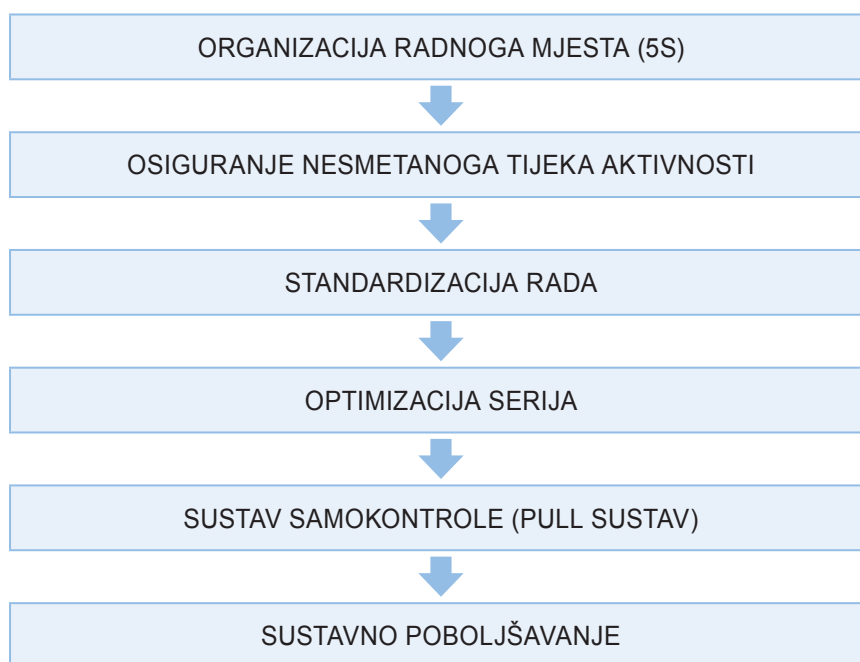 ORGANIZACIJA RADNOGA MJESTA (5S)
OSIGURANJE NESMETANOGA TIJEKA AKTIVNOSTI
STANDARDIZACIJA RADA
OPTIMIZACIJA SERIJA
SUSTAV SAMOKONTROLE (PULL SUSTAV)
SUSTAVNO POBOLJŠAVANJE